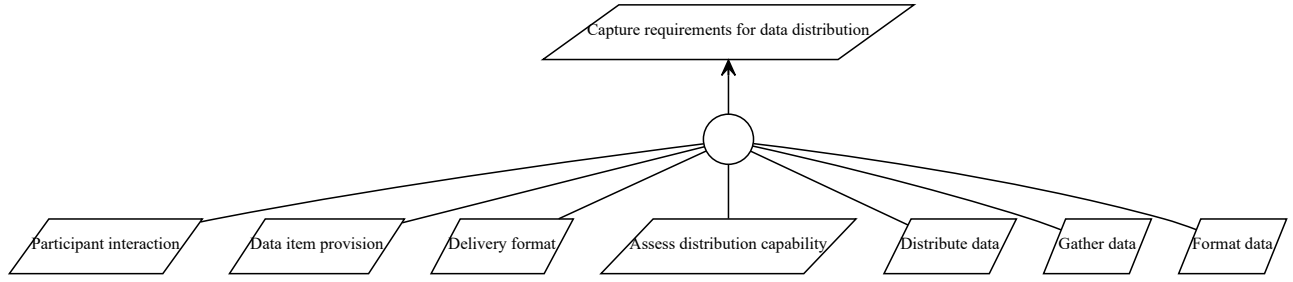 Capture requirements for data distribution
Participant interaction
Data item provision
Delivery format
Assess distribution capability
Distribute data
Gather data
Format data